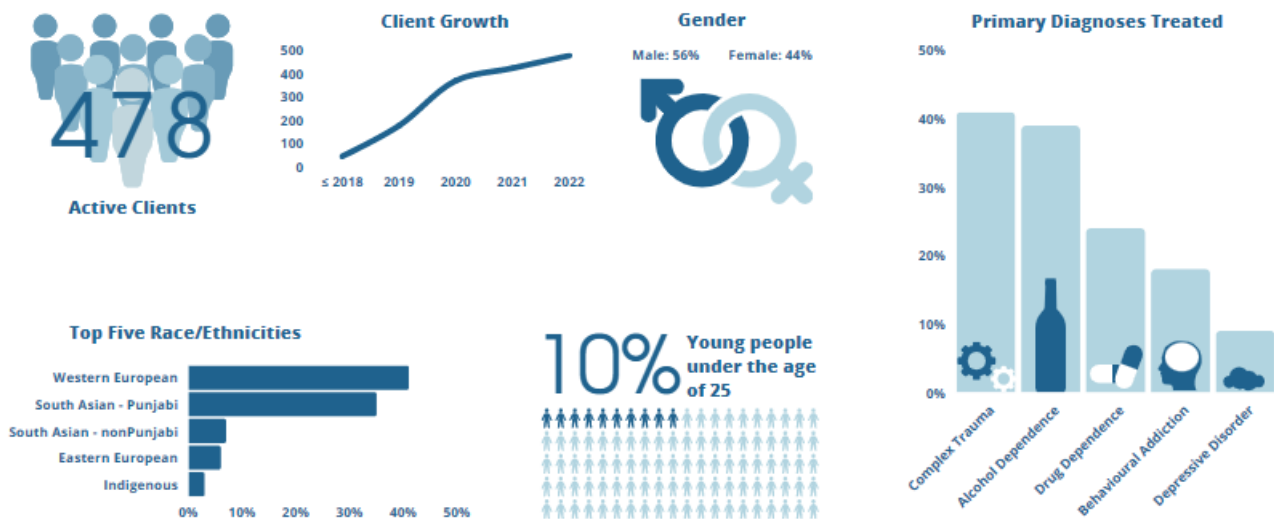 478
Active Clients
Client Growth
500
400
300
200
100
0
≤ 2018 2019 2020 2021 2022
Gender
Male: 56% Female: 44%
Primary Diagnoses Treated
50%
40%
30%
20%
10%
0%
Complex Trauma
Alcohol Dependence
Drug Dependence
Behavioural Addiction
Depressive Disorder
Top Five Race/Ethnicities
Western European
South Asian - Punjabi
South Asian - nonPunjabi
Eastern European
Indigenous
0% 10% 20% 30% 40% 50%
10%
Young people
under the age
of 25